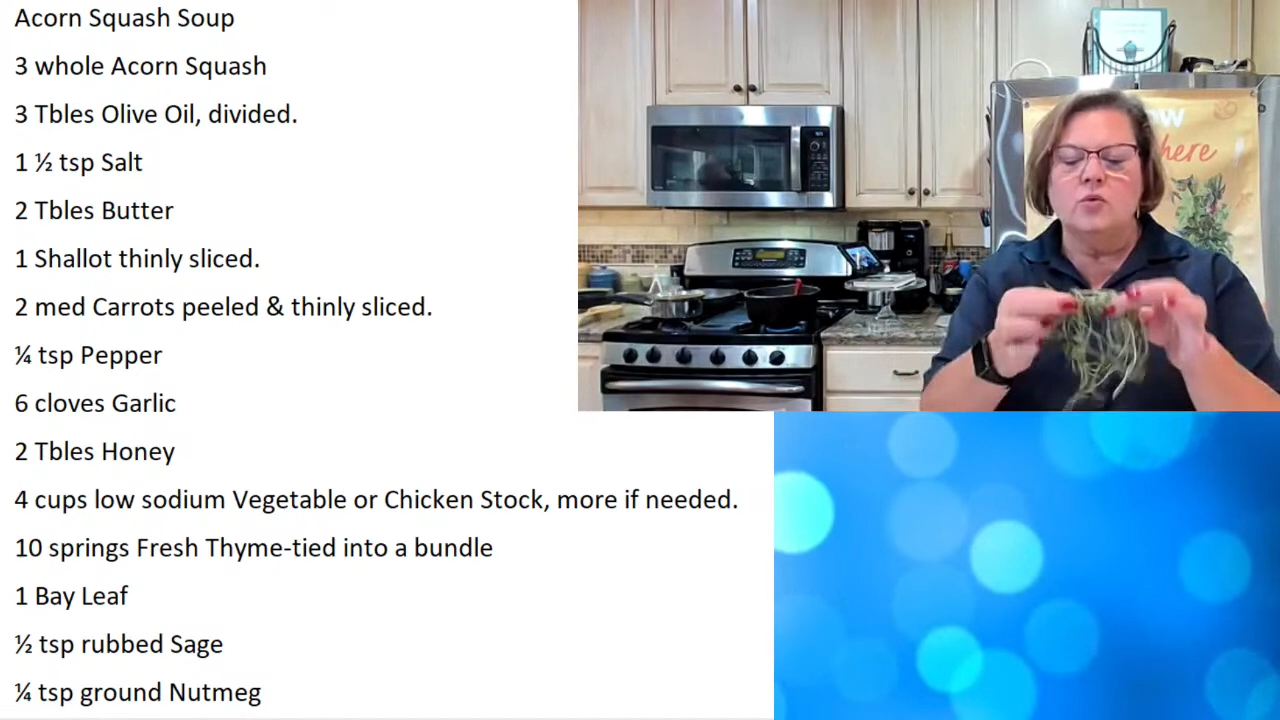 Acorn Squash Soup
3 whole Acorn Squash
3 Tbles Olive Oil, divided.
1 ½ tsp Salt
2 Tbles Butter
1 Shallot thinly sliced.
2 med Carrots peeled & thinly sliced.
¼ tsp Pepper
6 cloves Garlic
2 Tbles Honey
4 cups low sodium Vegetable or Chicken Stock, more if needed.
10 springs Fresh Thyme-tied into a bundle
1 Bay Leaf
½ tsp rubbed Sage
¼ tsp ground Nutmeg
here